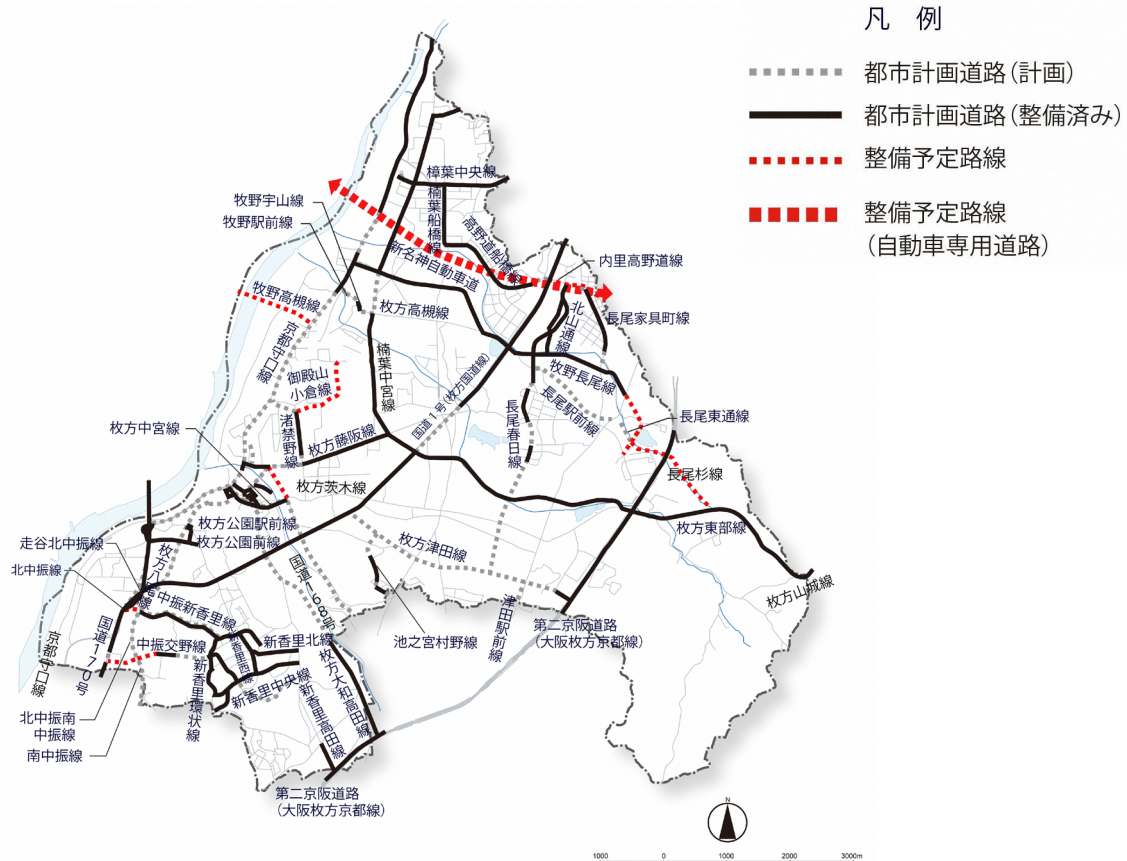 凡 例
都市計画道路(計画)
都市計画道路(整備済み)
整備予定路線
整備予定路線
(自動車専用道路)
樟葉中央線
牧野宇山線
楠葉船橋線
牧野駅前線
高野道船橋線
新名神自動車道
内里高野道線
牧野高槻線
枚方高槻線
北山通線
長尾家具町線
京都守口線
楠葉中宮線
国道1号(枚方国道線)
牧野長尾線
御殿山
小倉線
長尾駅前線
長尾春日線
長尾東通線
渚禁野線
枚方中宮線
枚方藤阪線
長尾杉線
枚方茨木線
枚方公園駅前線
枚方公園前線
枚方津田線
枚方東部線
走谷北中振線
枚方八尾線
北中振線
国道168号
枚方山城線
中振新香里線
津田駅前線
池之宮村野線
第二京阪道路
(大阪枚方京都線)
京都守口線
国道170号
中振交野線
新香里西線
新香里北線
枚方大和高田線
新香里環状線
新香里中央線
新香里高田線
北中振南
中振線
南中振線
第二京阪道路
(大阪枚方京都線)
N
1000 0 1000 2000 3000m